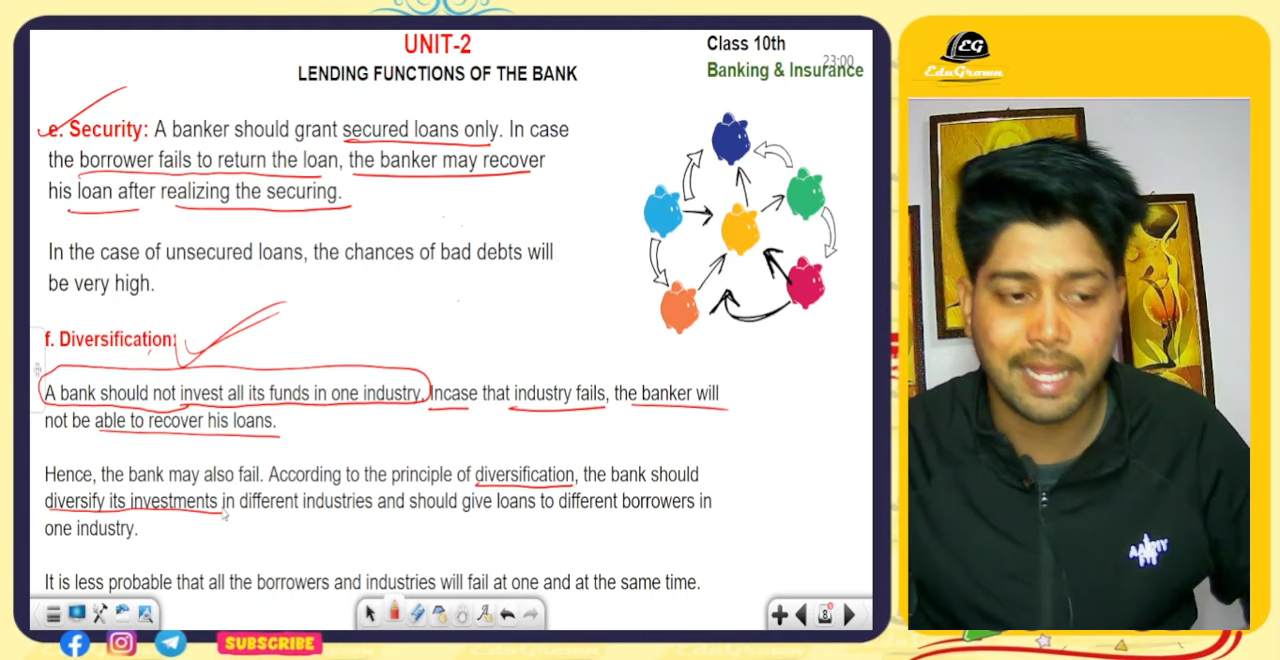 UNIT-2
LENDING FUNCTIONS OF THE BANK
Class 10th
23:00
Banking & Insurance
EG
EduGrown
e. Security: A banker should grant secured loans only. In case
the borrower fails to return the loan, the banker may recover
his loan after realizing the securing.
In the case of unsecured loans, the chances of bad debts will
be very high.
f. Diversification:
A bank should not invest all its funds in one industry. Incase that industry fails, the banker will
not be able to recover his loans.
Hence, the bank may also fail. According to the principle of diversification, the bank should
diversify its investments in different industries and should give loans to different borrowers in
one industry.
It is less probable that all the borrowers and industries will fail at one and at the same time.
8
SUBSCRIBE